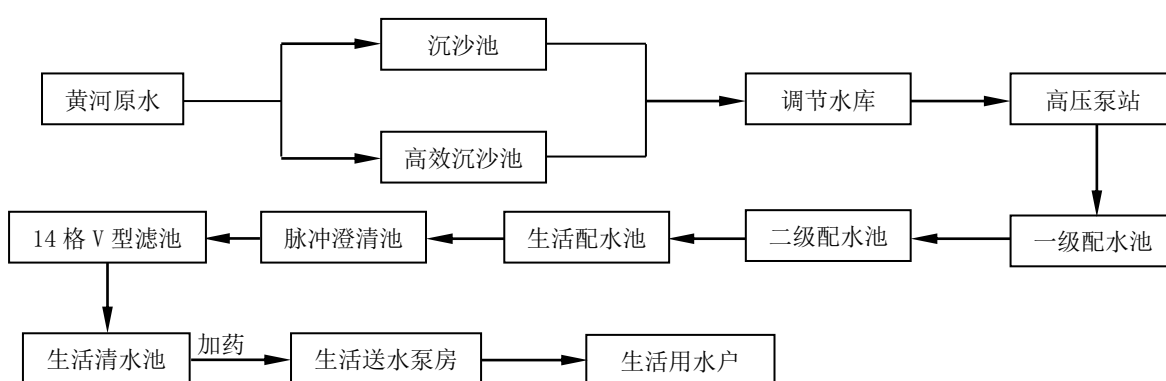 沉沙池
黄河原水
调节水库
高压泵站
高效沉沙池
14格V型滤池
脉冲澄清池
生活配水池
二级配水池
一级配水池
生活清水池
加药
生活送水泵房
生活用水户